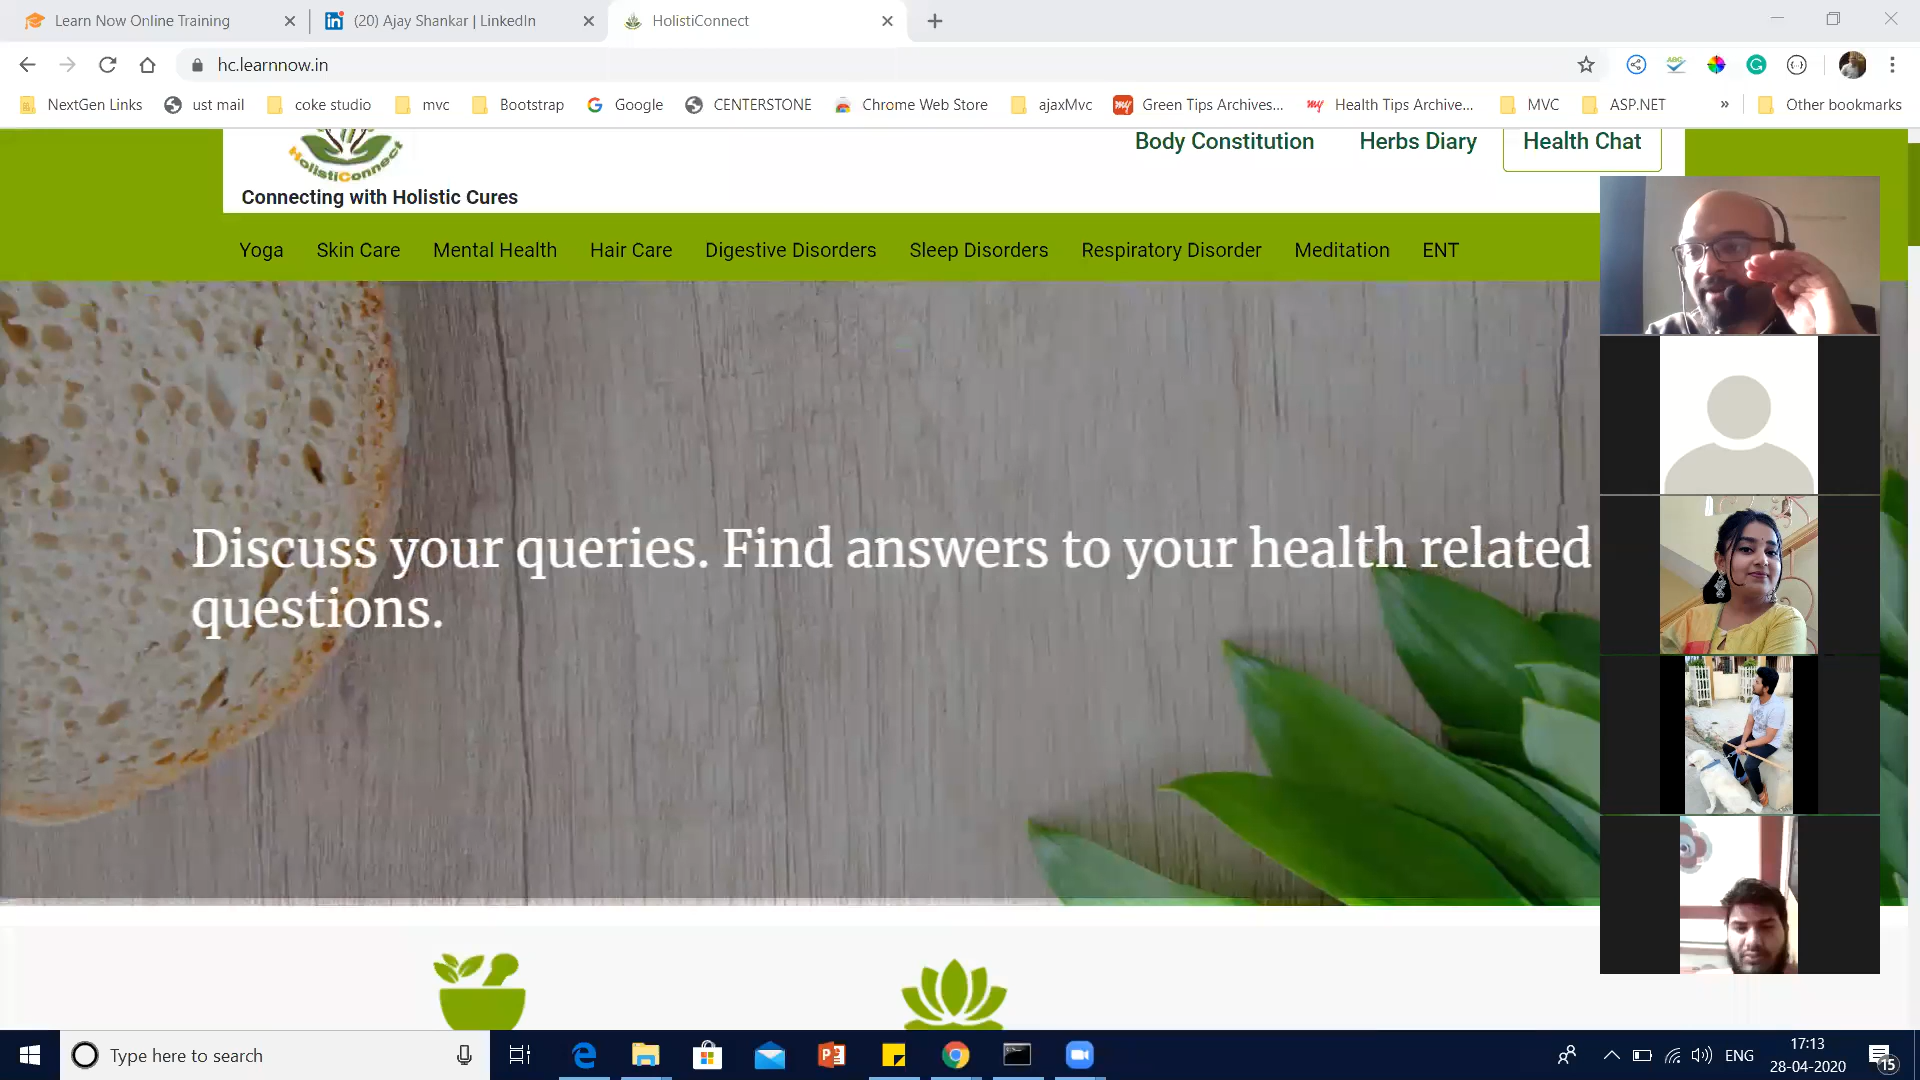 Learn Now Online Training
(20) Ajay Shankar | LinkedIn
HolistiConnect
hc.learnnow.in
NextGen Links
ust mail
coke studio
mvc
Bootstrap
Google
CENTERSTONE
Chrome Web Store
ajaxMvc
Green Tips Archives...
Health Tips Archive...
MVC
ASP.NET
»
Other bookmarks
HolistiConnect
Connecting with Holistic Cures
Body Constitution
Herbs Diary
Health Chat
Yoga
Skin Care
Mental Health
Hair Care
Digestive Disorders
Sleep Disorders
Respiratory Disorder
Meditation
ENT
Discuss your queries. Find answers to your health related
questions.
Type here to search
ENG
17:13
28-04-2020
15